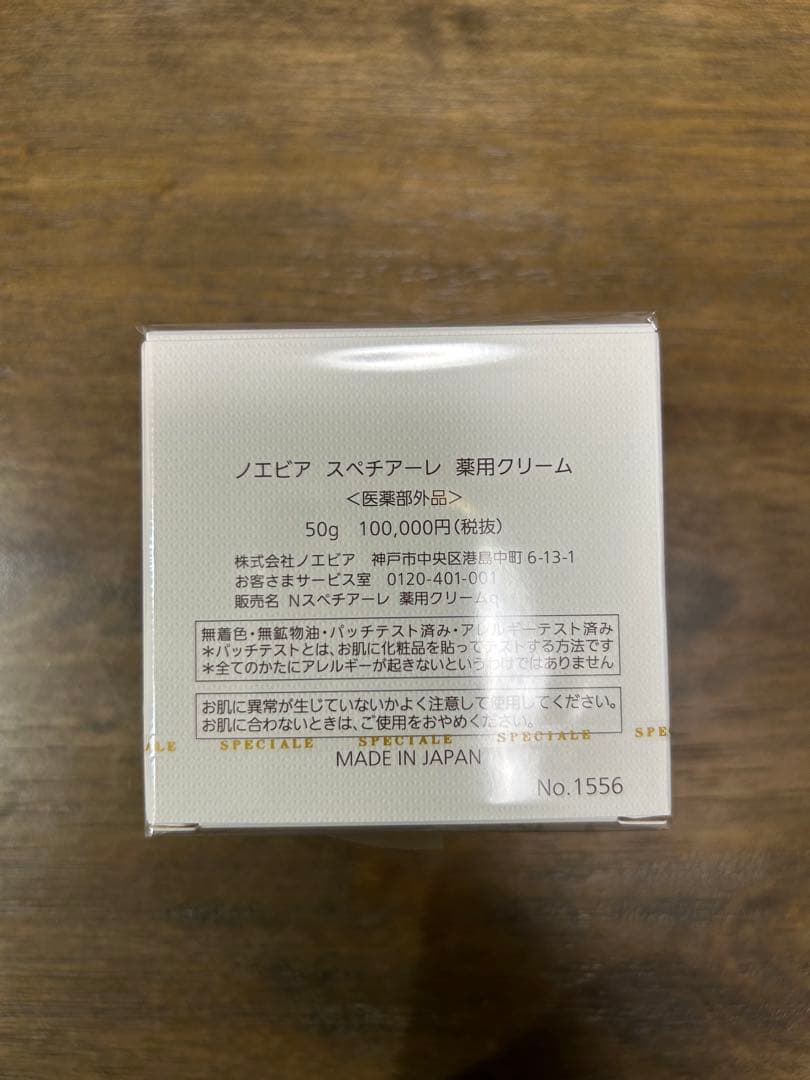 ノエビア スペチアーレ 薬用クリーム
＜医薬部外品＞
50g 100,000円(税抜)
株式会社ノエビア 神戸市中央区港島中町 6-13-1
お客さまサービス室 0120-401-001
販売名 Nスペチアーレ 薬用クリームq
無着色・無鉱物油・パッチテスト済み・アレルギーテスト済み
＊パッチテストとは、お肌に化粧品を貼ってテストする方法です
＊全てのかたにアレルギーが起きないというわけではありません
お肌に異常が生じていないかよく注意して使用してください。
お肌に合わないときは、ご使用をおやめください。
ALE SPECIALE SPECIALE SPECIALE SPE
MADE IN JAPAN
No.1556